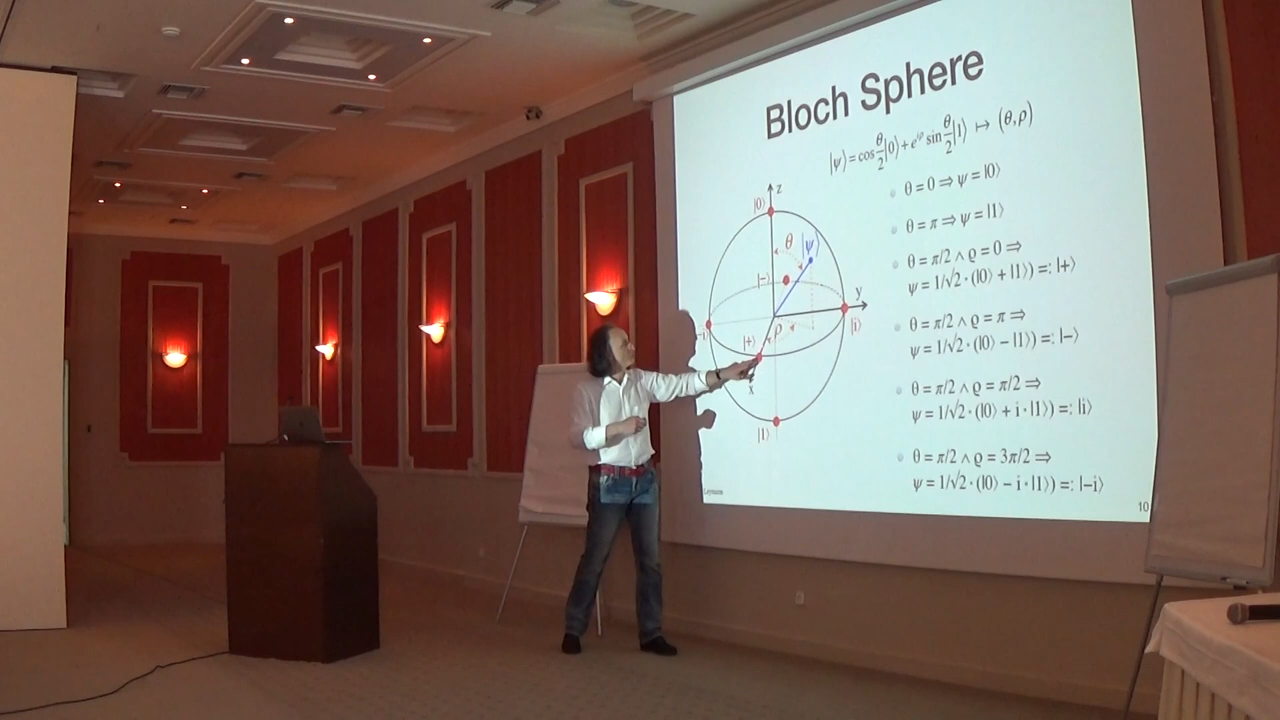 Bloch Sphere
|ψ⟩ = cos θ/2 |0⟩ + e^{iφ} sin θ/2 |1⟩ ↦ (θ,ρ)
z
|0⟩
θ
|ψ⟩
|−⟩
y
−i⟩
|i⟩
|+⟩
ρ
x
|1⟩
θ = 0 ⇒ ψ = |0⟩
θ = π ⇒ ψ = |1⟩
θ = π/2 ∧ ϱ = 0 ⇒
ψ = 1/√2 · (|0⟩ + |1⟩) =: |+⟩
θ = π/2 ∧ ϱ = π ⇒
ψ = 1/√2 · (|0⟩ − |1⟩) =: |−⟩
θ = π/2 ∧ ϱ = π/2 ⇒
ψ = 1/√2 · (|0⟩ + i · |1⟩) =: |i⟩
θ = π/2 ∧ ϱ = 3π/2 ⇒
ψ = 1/√2 · (|0⟩ − i · |1⟩) =: |−i⟩
Leymann
10